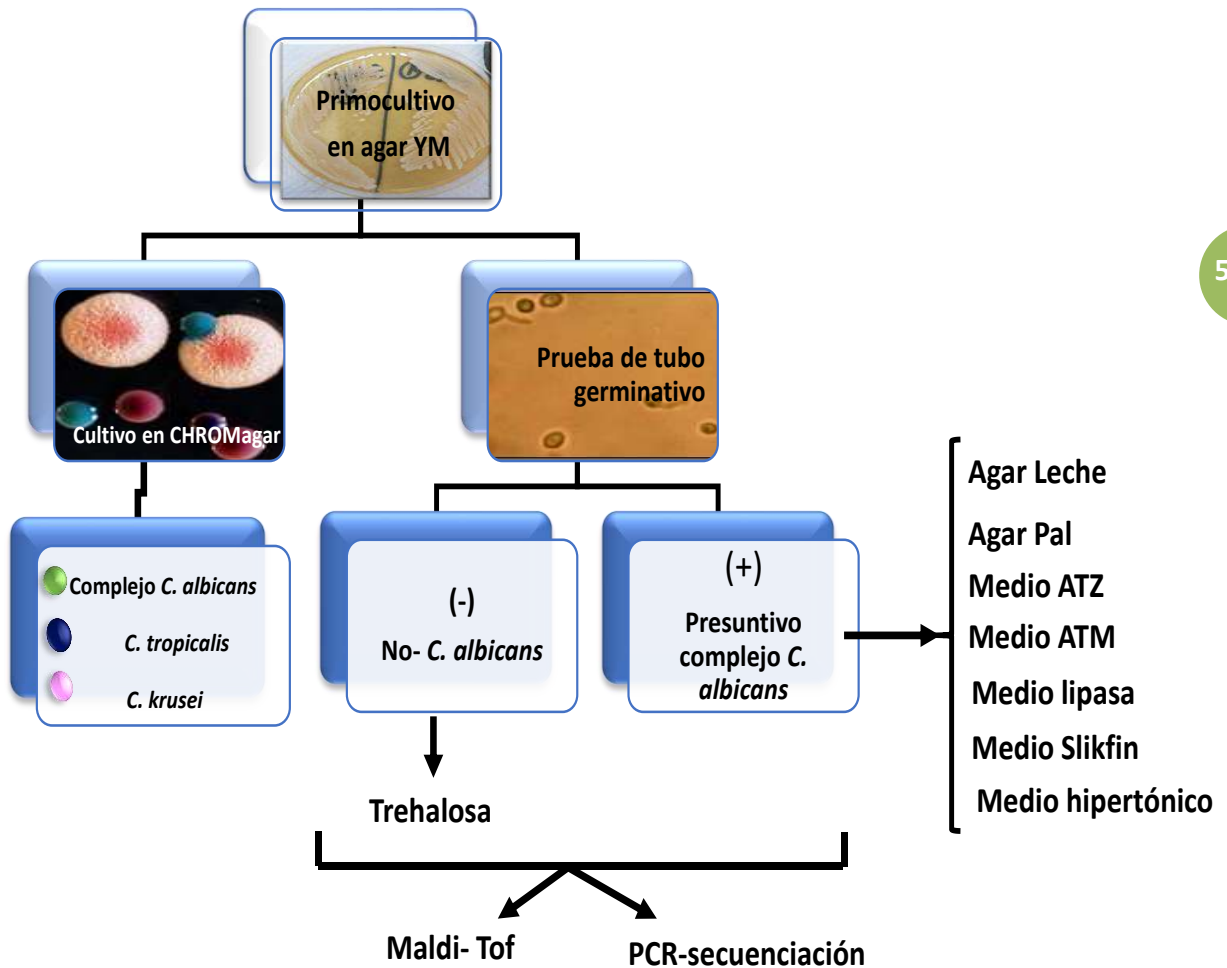 Primocultivo
en agar YM
5
Cultivo en CHROMagar
Prueba de tubo
germinativo
Complejo C. albicans
C. tropicalis
C. krusei
(-)
No- C. albicans
(+)
Presuntivo
complejo C.
albicans
Agar Leche
Agar Pal
Medio ATZ
Medio ATM
Medio lipasa
Medio Slikfin
Medio hipertónico
Trehalosa
Maldi- Tof
PCR-secuenciación